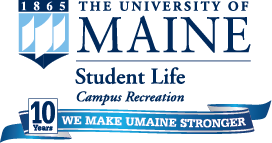 1865 THE UNIVERSITY OF
MAINE
Student Life
Campus Recreation
10 Years WE MAKE UMAINE STRONGER